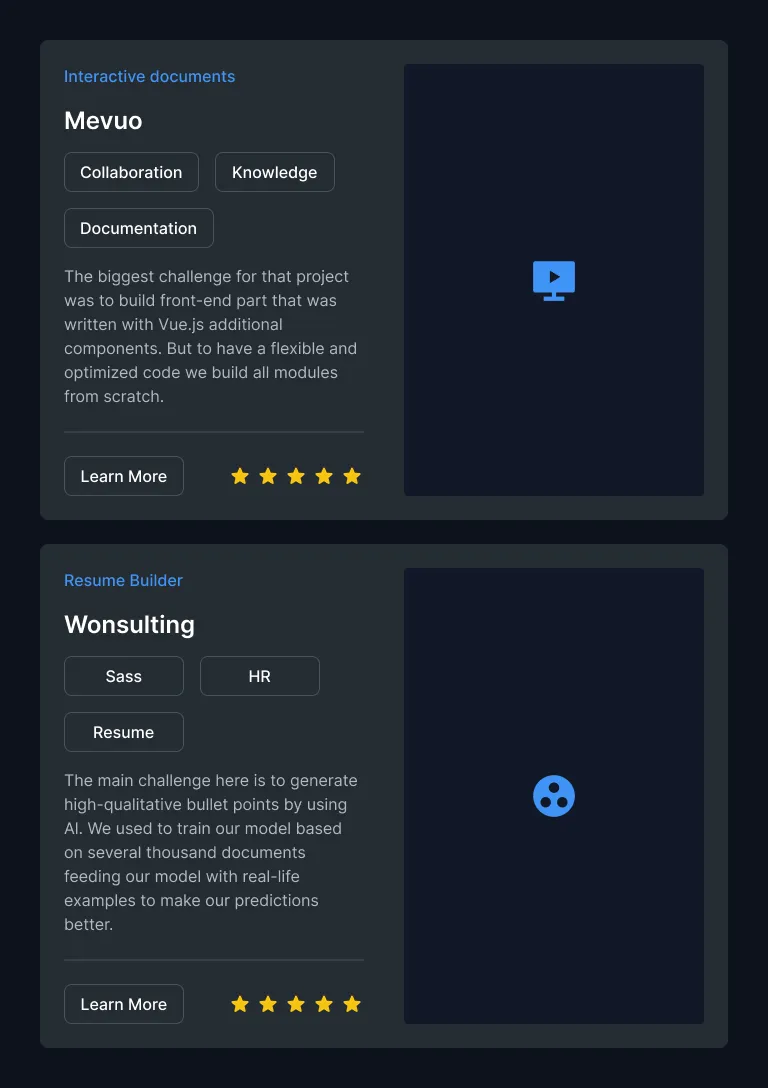 Interactive documents
Mevuo
Collaboration
Knowledge
Documentation
The biggest challenge for that project
was to build front-end part that was
written with Vue.js additional
components. But to have a flexible and
optimized code we build all modules
from scratch.
Learn More
Resume Builder
Wonsulting
Sass
HR
Resume
The main challenge here is to generate
high-qualitative bullet points by using
AI. We used to train our model based
on several thousand documents
feeding our model with real-life
examples to make our predictions
better.
Learn More